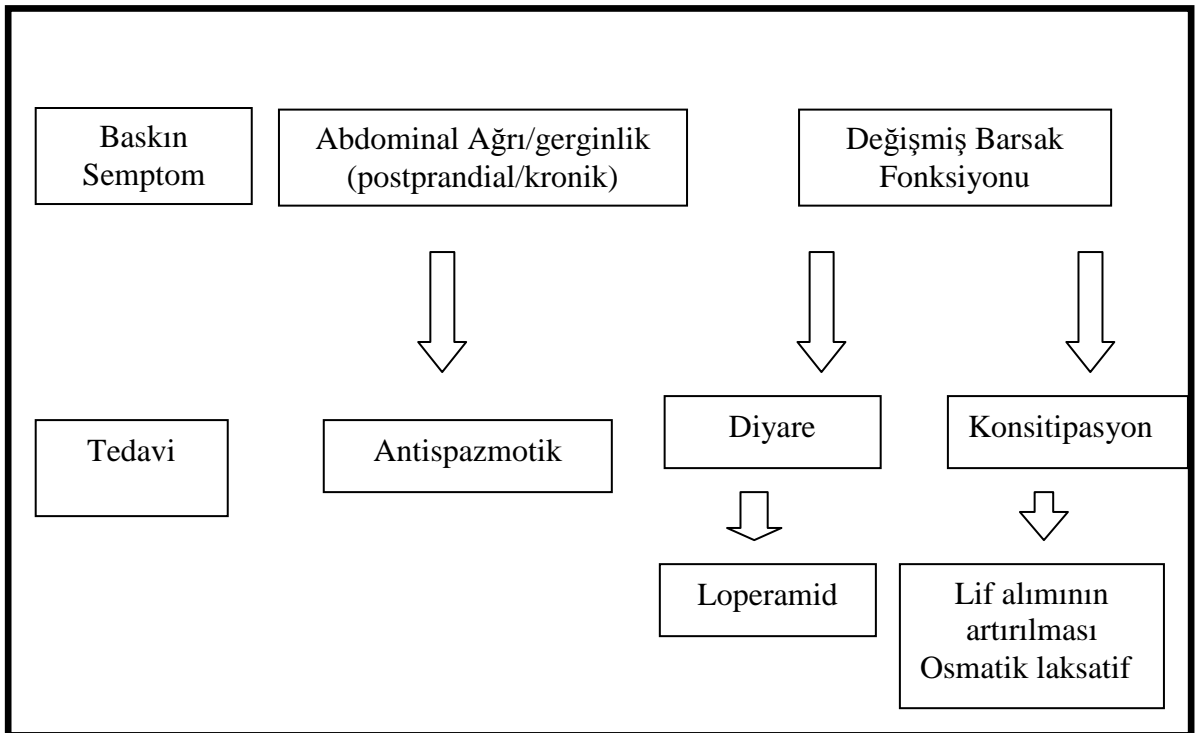 Baskın
Semptom
Abdominal Ağrı/gerginlik
(postprandial/kronik)
Değişmiş Barsak
Fonksiyonu
Tedavi
Antispazmotik
Diyare
Konsitipasyon
Loperamid
Lif alımının
artırılması
Osmatik laksatif